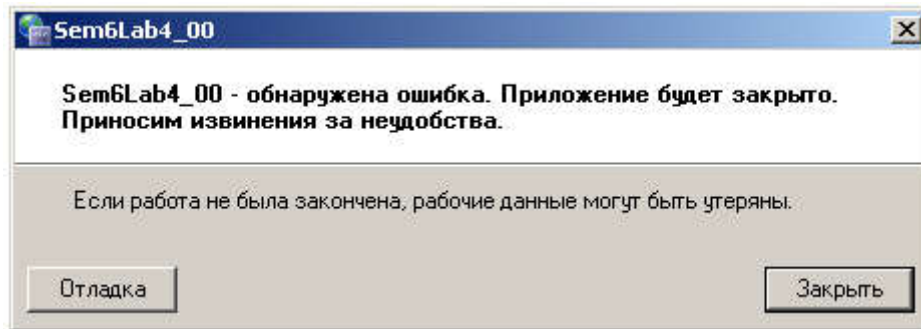 Sem6Lab4_00
Sem6Lab4_00 - обнаружена ошибка. Приложение будет закрыто.
Приносим извинения за неудобства.
Если работа не была закончена, рабочие данные могут быть утеряны.
Отладка
Закрыть